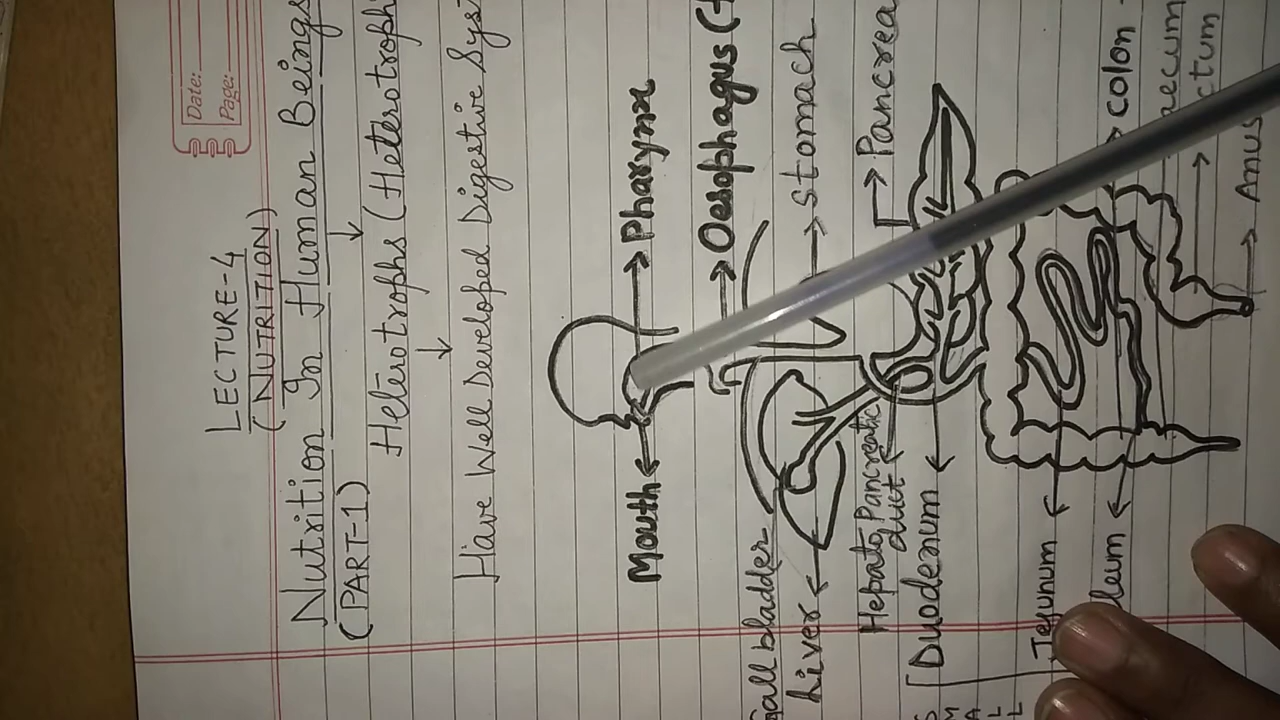 Date:
Page:
LECTURE-4
(NUTRITION)
Nutrition In Human Beings
(PART-1)
Heterotrophs (Heterotroph
Have Well Developed Digestive Syst
Mouth
Pharynx
Oesophagus (
Gall bladder
Liver
stomach
Hepato Pancreatic
duct
Pancrea
Duodenum
Jejunum
leum
colon
aecum
ctum
Anus
S
M
A
L
L